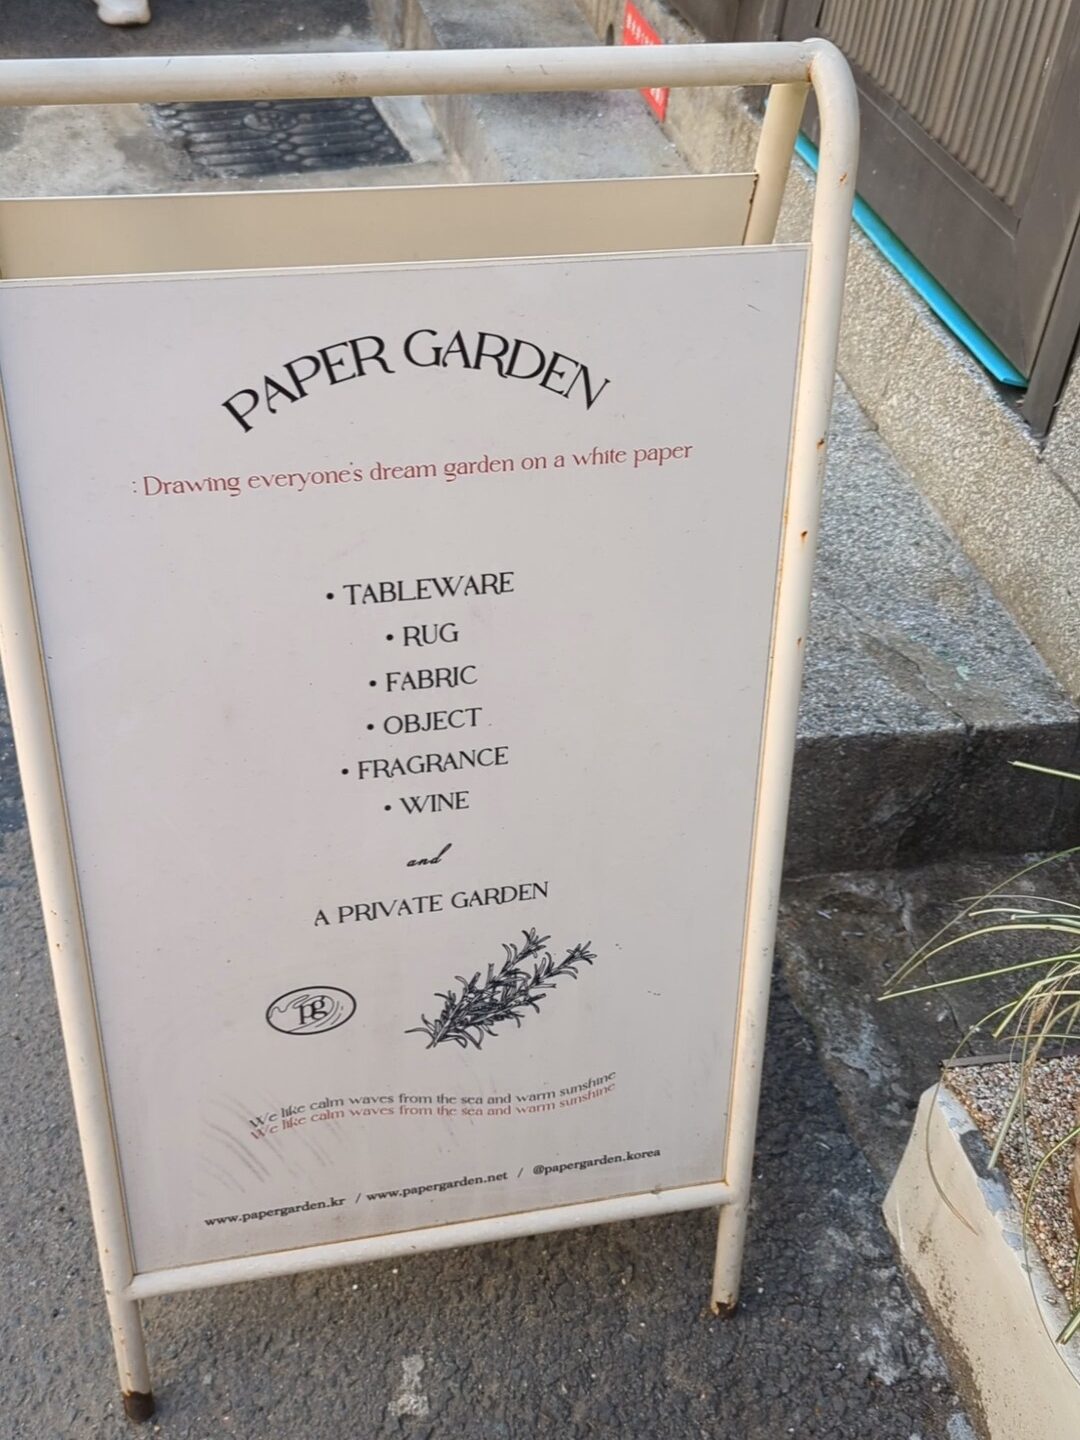 PAPER GARDEN
: Drawing everyone's dream garden on a white paper
• TABLEWARE
• RUG
• FABRIC
• OBJECT
• FRAGRANCE
• WINE
and
A PRIVATE GARDEN
pg
We like calm waves from the sea and warm sunshine
We like calm waves from the sea and warm sunshine
www.papergarden.kr / www.papergarden.net / @papergarden.korea